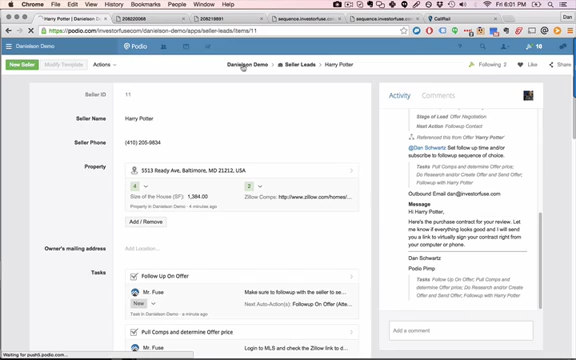 Chrome File Edit View History Bookmarks People Window Help
Fri 6:01 PM
Harry Potter | Danielson D
208220008
208219891
sequence.investorfuse.com
sequence.investorfuse.com
CallRail
https://podio.com/investorfusecom/danielson-demo/apps/seller-leads/items/11
Danielson Demo
Podio
10
New Seller
Modify Template
Actions
Danielson Demo > Seller Leads > Harry Potter
Following 2
Like
Share
Seller ID
11
Seller Name
Harry Potter
Seller Phone
(410) 205-9834
Property
5513 Ready Ave, Baltimore, MD 21212, USA
4
2
Size of the House (SF): 1,384.00
Zillow Comps: http://www.zillow.com/homes/
Property in Danielson Demo · 4 minutes ago
Add / Remove
Owner's mailing address
Add Location...
Tasks
Follow Up On Offer
Mr. Fuse
Make sure to followup with the seller to se...
New
Next Auto-Action(s): Followup On Offer (Atte...
Task in Danielson Demo · a minute ago
Pull Comps and determine Offer price
Mr. Fuse
Login to MLS and check the Zillow link to d...
Waiting for push5.podio.com...
Activity
Comments
Stage of Lead Offer Negotiation
Next Action Followup Contact
Referenced this from Offer 'Harry Potter'
@Dan Schwartz Set follow up time and/or
subscribe to followup sequence of choice.
Tasks Pull Comps and determine Offer price,
Do Research and/or Create Offer and Send Offer,
Followup with Harry Potter
Outbound Email dan@investorfuse.com
Message
Hi Harry Potter,
Here's the purchase contract for your review. Let
me know if everything looks good and I will send
you a link to virtually sign your contract right from
your computer or phone.
Dan Schwartz
Podio Pimp
Tasks Follow Up On Offer, Pull Comps and
determine Offer price, Do Research and/or
Create Offer and Send Offer, Followup with Harry
Potter
Add a comment